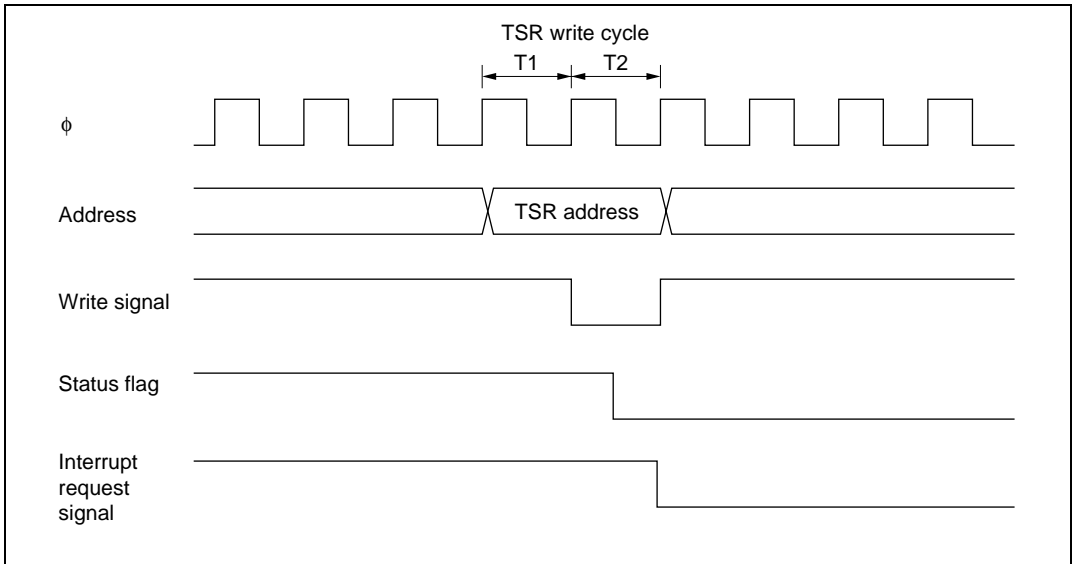 TSR write cycle
T1 T2
ϕ
Address
TSR address
Write signal
Status flag
Interrupt
request
signal